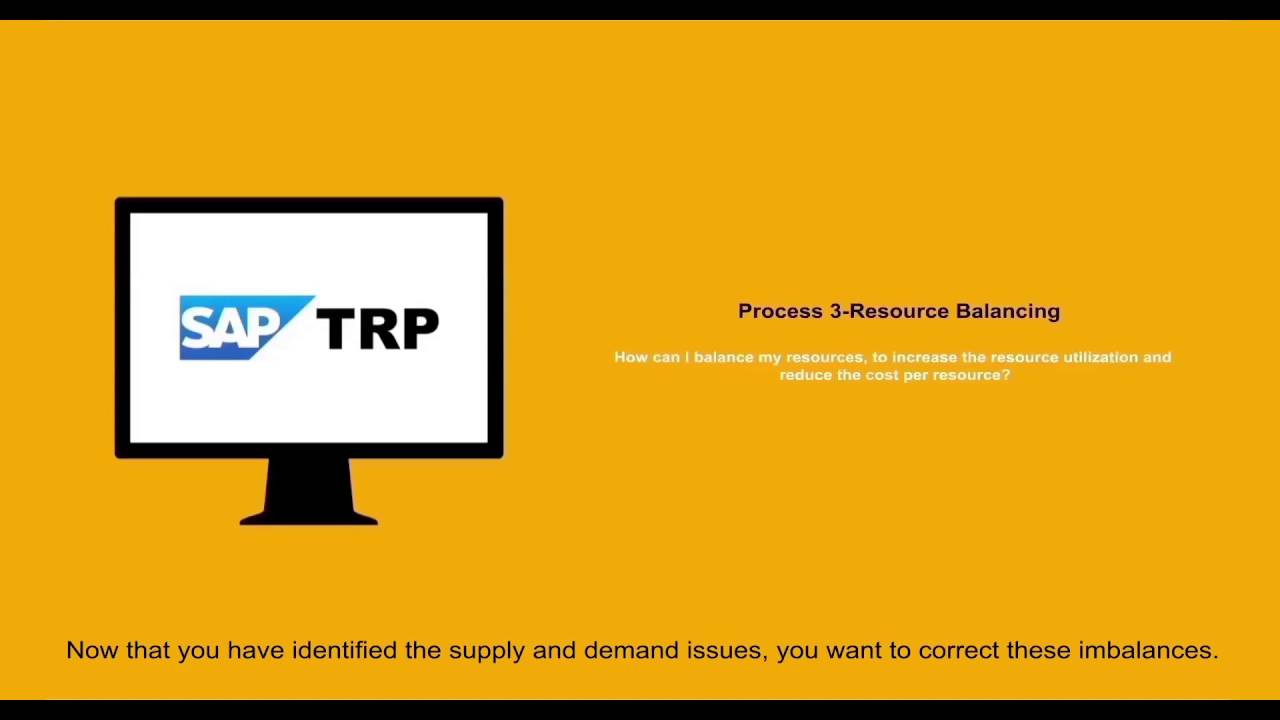 SAP TRP
Process 3-Resource Balancing
How can I balance my resources, to increase the resource utilization and
reduce the cost per resource?
Now that you have identified the supply and demand issues, you want to correct these imbalances.